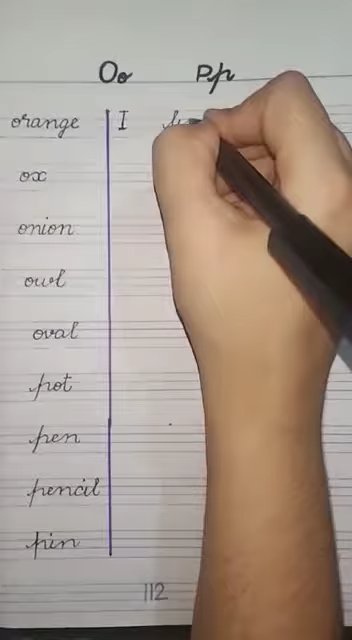 Oo Pp
orange I
ox
onion
owl
oval
pot
pen
pencil
pin
112